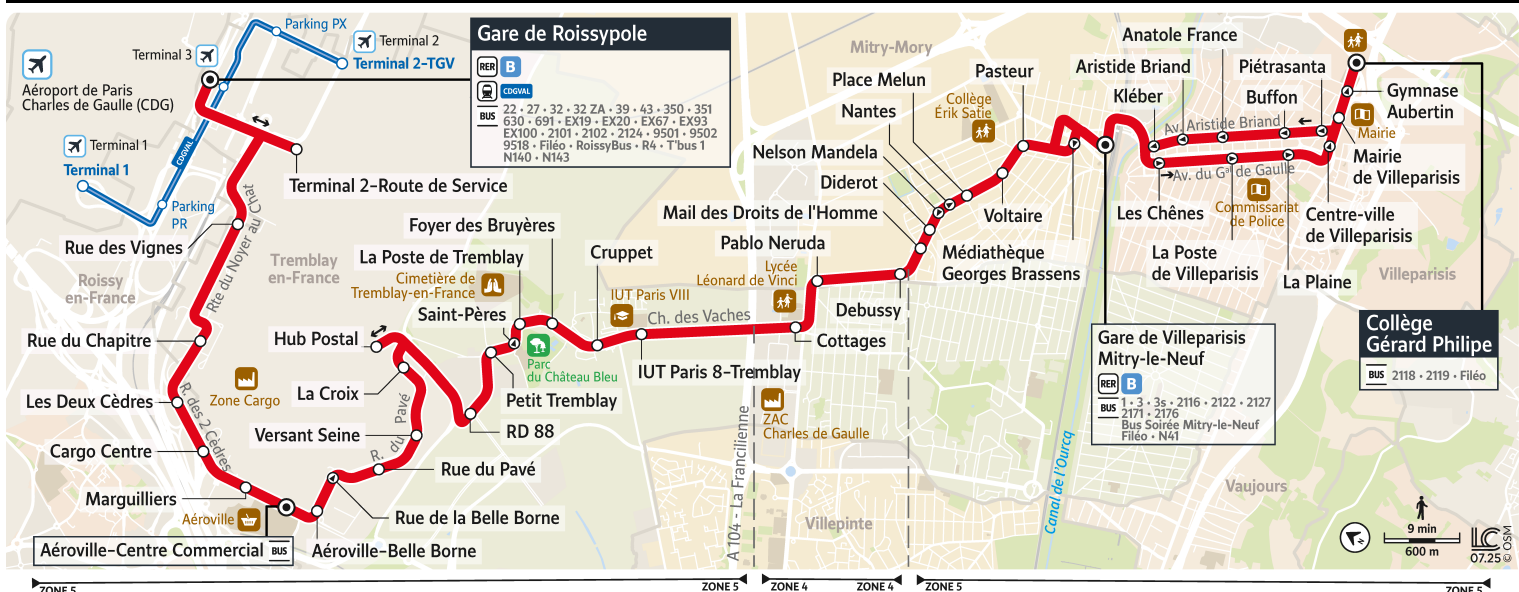 Parking PX
Terminal 2
Terminal 2-TGV
Terminal 3
Aéroport de Paris
Charles de Gaulle (CDG)
CDGVAL
Terminal 1
Terminal 1
Parking
PR
Gare de Roissypole
RER B
CDGVAL
BUS
22 • 27 • 32 • 32 ZA • 39 • 43 • 350 • 351
630 • 691 • EX19 • EX20 • EX67 • EX93
EX100 • 2101 • 2102 • 2124 • 9501 • 9502
9518 • Filéo • RoissyBus • R4 • T'bus 1
N140 • N143
Terminal 2-Route de Service
Rue des Vignes
Rte du Noyer au Chat
Roissy
en-France
Tremblay
en-France
Rue du Chapitre
Les Deux Cèdres
R. des 2 Cèdres
Zone Cargo
Cargo Centre
Marguilliers
Aéroville
Aéroville-Centre Commercial BUS
Aéroville-Belle Borne
Rue de la Belle Borne
Rue du Pavé
R. du Pavé
Versant Seine
La Croix
Hub Postal
RD 88
Petit Tremblay
Saint-Pères
Cimetière de
Tremblay-en-France
La Poste de Tremblay
Foyer des Bruyères
Parc
du Château Bleu
Cruppet
IUT Paris VIII
Ch. des Vaches
IUT Paris 8-Tremblay
Cottages
Lycée
Léonard de Vinci
Pablo Neruda
Debussy
ZAC
Charles de Gaulle
A 104 - La Francilienne
Villepinte
Mail des Droits de l'Homme
Diderot
Nelson Mandela
Nantes
Place Melun
Mitry-Mory
Collège
Érik Satie
Pasteur
Voltaire
Médiathèque
Georges Brassens
Canal de l'Ourcq
Gare de Villeparisis
Mitry-le-Neuf
RER B
BUS
1 • 3 • 3s • 2116 • 2122 • 2127
2171 • 2176
Bus Soirée Mitry-le-Neuf
Filéo • N41
Anatole France
Aristide Briand
Kléber
Piétrasanta
Buffon
Av. Aristide Briand
Av. du Gal de Gaulle
Les Chênes
La Poste
de Villeparisis
Commissariat
de Police
La Plaine
Centre-ville
de Villeparisis
Mairie
de Villeparisis
Mairie
Gymnase
Aubertin
Villeparisis
Collège
Gérard Philipe
BUS 2118 • 2119 • Filéo
Vaujours
9 min
600 m
LC
07.25
© OSM
ZONE 5
ZONE 5
ZONE 4
ZONE 4
ZONE 5
ZONE 5